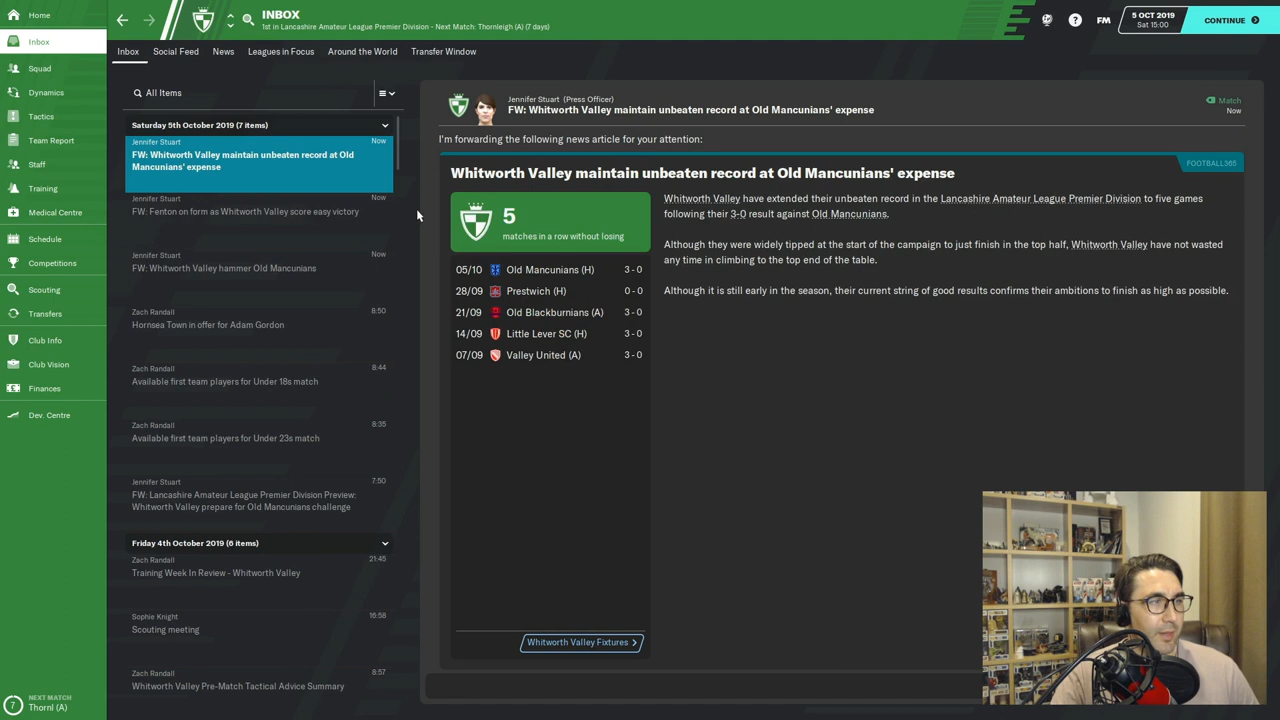 Home
Inbox
Squad
Dynamics
Tactics
Team Report
Staff
Training
Medical Centre
Schedule
Competitions
Scouting
Transfers
Club Info
Club Vision
Finances
Dev. Centre
7
NEXT MATCH
Thornl (A)
INBOX
1st in Lancashire Amateur League Premier Division - Next Match: Thornleigh (A) (7 days)
?
FM
5 OCT 2019
Sat 15:00
CONTINUE
Inbox
Social Feed
News
Leagues in Focus
Around the World
Transfer Window
All Items
Saturday 5th October 2019 (7 items)
Jennifer Stuart
Now
FW: Whitworth Valley maintain unbeaten record at Old
Mancunians' expense
Jennifer Stuart
Now
FW: Fenton on form as Whitworth Valley score easy victory
Jennifer Stuart
Now
FW: Whitworth Valley hammer Old Mancunians
Zach Randall
8:50
Hornsea Town in offer for Adam Gordon
Zach Randall
8:44
Available first team players for Under 18s match
Zach Randall
8:35
Available first team players for Under 23s match
Jennifer Stuart
7:50
FW: Lancashire Amateur League Premier Division Preview:
Whitworth Valley prepare for Old Mancunians challenge
Friday 4th October 2019 (6 items)
Zach Randall
21:45
Training Week In Review - Whitworth Valley
Sophie Knight
16:58
Scouting meeting
Zach Randall
8:57
Whitworth Valley Pre-Match Tactical Advice Summary
Jennifer Stuart (Press Officer)
FW: Whitworth Valley maintain unbeaten record at Old Mancunians' expense
Match
Now
I'm forwarding the following news article for your attention:
FOOTBALL365
Whitworth Valley maintain unbeaten record at Old Mancunians' expense
5
matches in a row without losing
05/10 Old Mancunians (H) 3 - 0
28/09 Prestwich (H) 0 - 0
21/09 Old Blackburnians (A) 3 - 0
14/09 Little Lever SC (H) 3 - 0
07/09 Valley United (A) 3 - 0
Whitworth Valley Fixtures
Whitworth Valley have extended their unbeaten record in the Lancashire Amateur League Premier Division to five games
following their 3-0 result against Old Mancunians.
Although they were widely tipped at the start of the campaign to just finish in the top half, Whitworth Valley have not wasted
any time in climbing to the top end of the table.
Although it is still early in the season, their current string of good results confirms their ambitions to finish as high as possible.